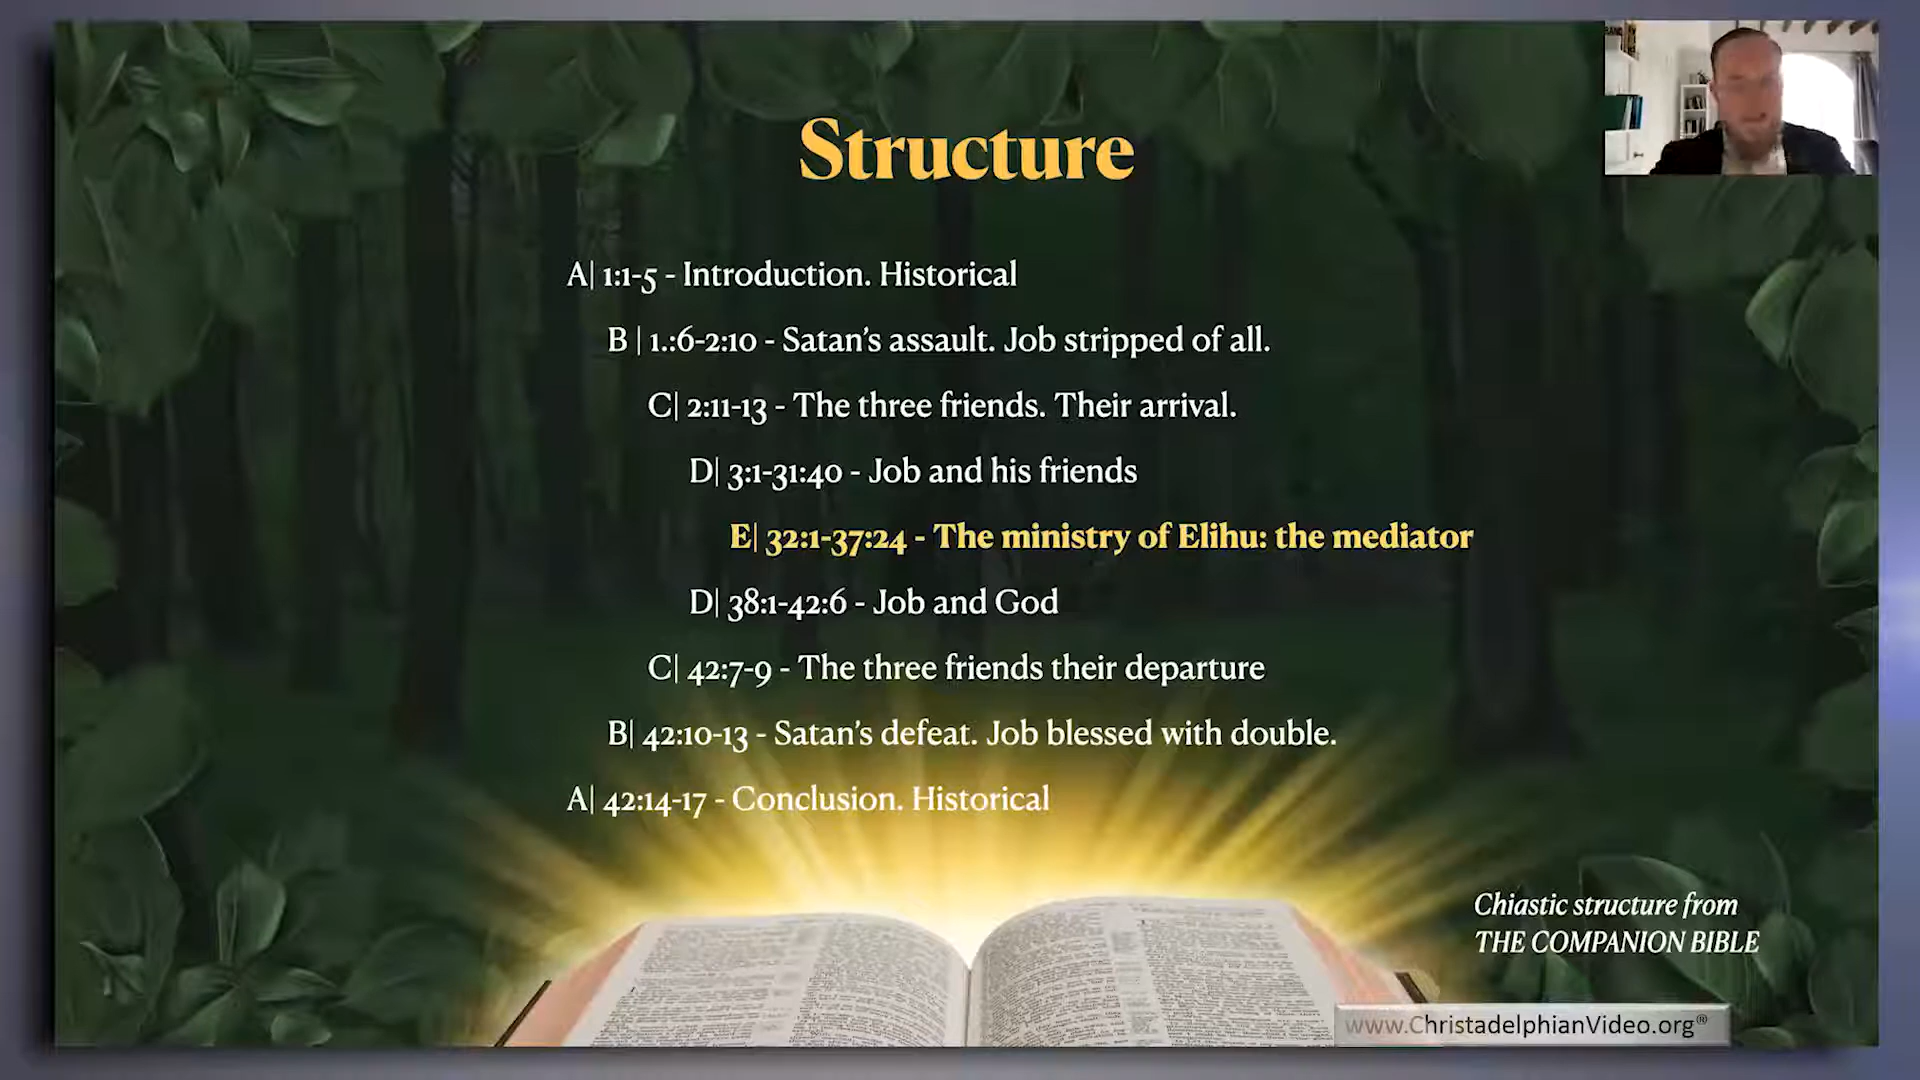 Structure
A| 1:1-5 - Introduction. Historical
B | 1.:6-2:10 - Satan's assault. Job stripped of all.
C| 2:11-13 - The three friends. Their arrival.
D| 3:1-31:40 - Job and his friends
E| 32:1-37:24 - The ministry of Elihu: the mediator
D| 38:1-42:6 - Job and God
C| 42:7-9 - The three friends their departure
B| 42:10-13 - Satan's defeat. Job blessed with double.
A| 42:14-17 - Conclusion. Historical
Chiastic structure from
THE COMPANION BIBLE
www.ChristadelphianVideo.org®